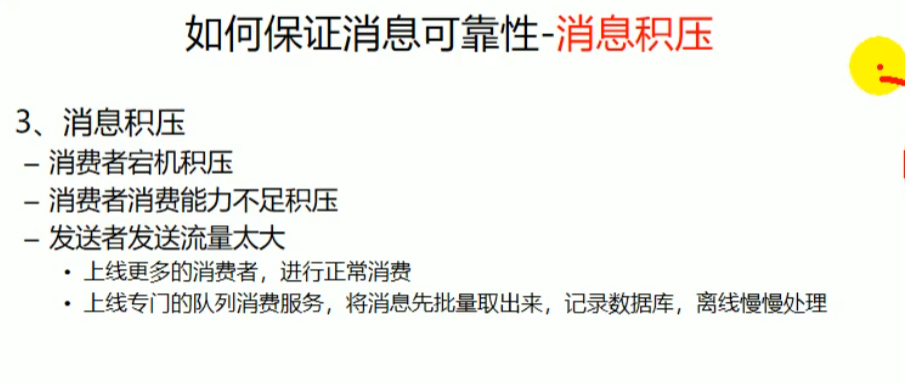 如何保证消息可靠性-消息积压
3、消息积压
– 消费者宕机积压
– 消费者消费能力不足积压
– 发送者发送流量太大
• 上线更多的消费者，进行正常消费
• 上线专门的队列消费服务，将消息先批量取出来，记录数据库，离线慢慢处理